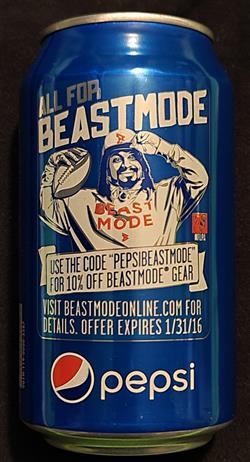 ALL FOR
BEASTMODE
BEAST
MODE
NFLPA
USE THE CODE "PEPSIBEASTMODE"
FOR 10% OFF BEASTMODE® GEAR
VISIT BEASTMODEONLINE.COM FOR
DETAILS. OFFER EXPIRES 1/31/16
pepsi